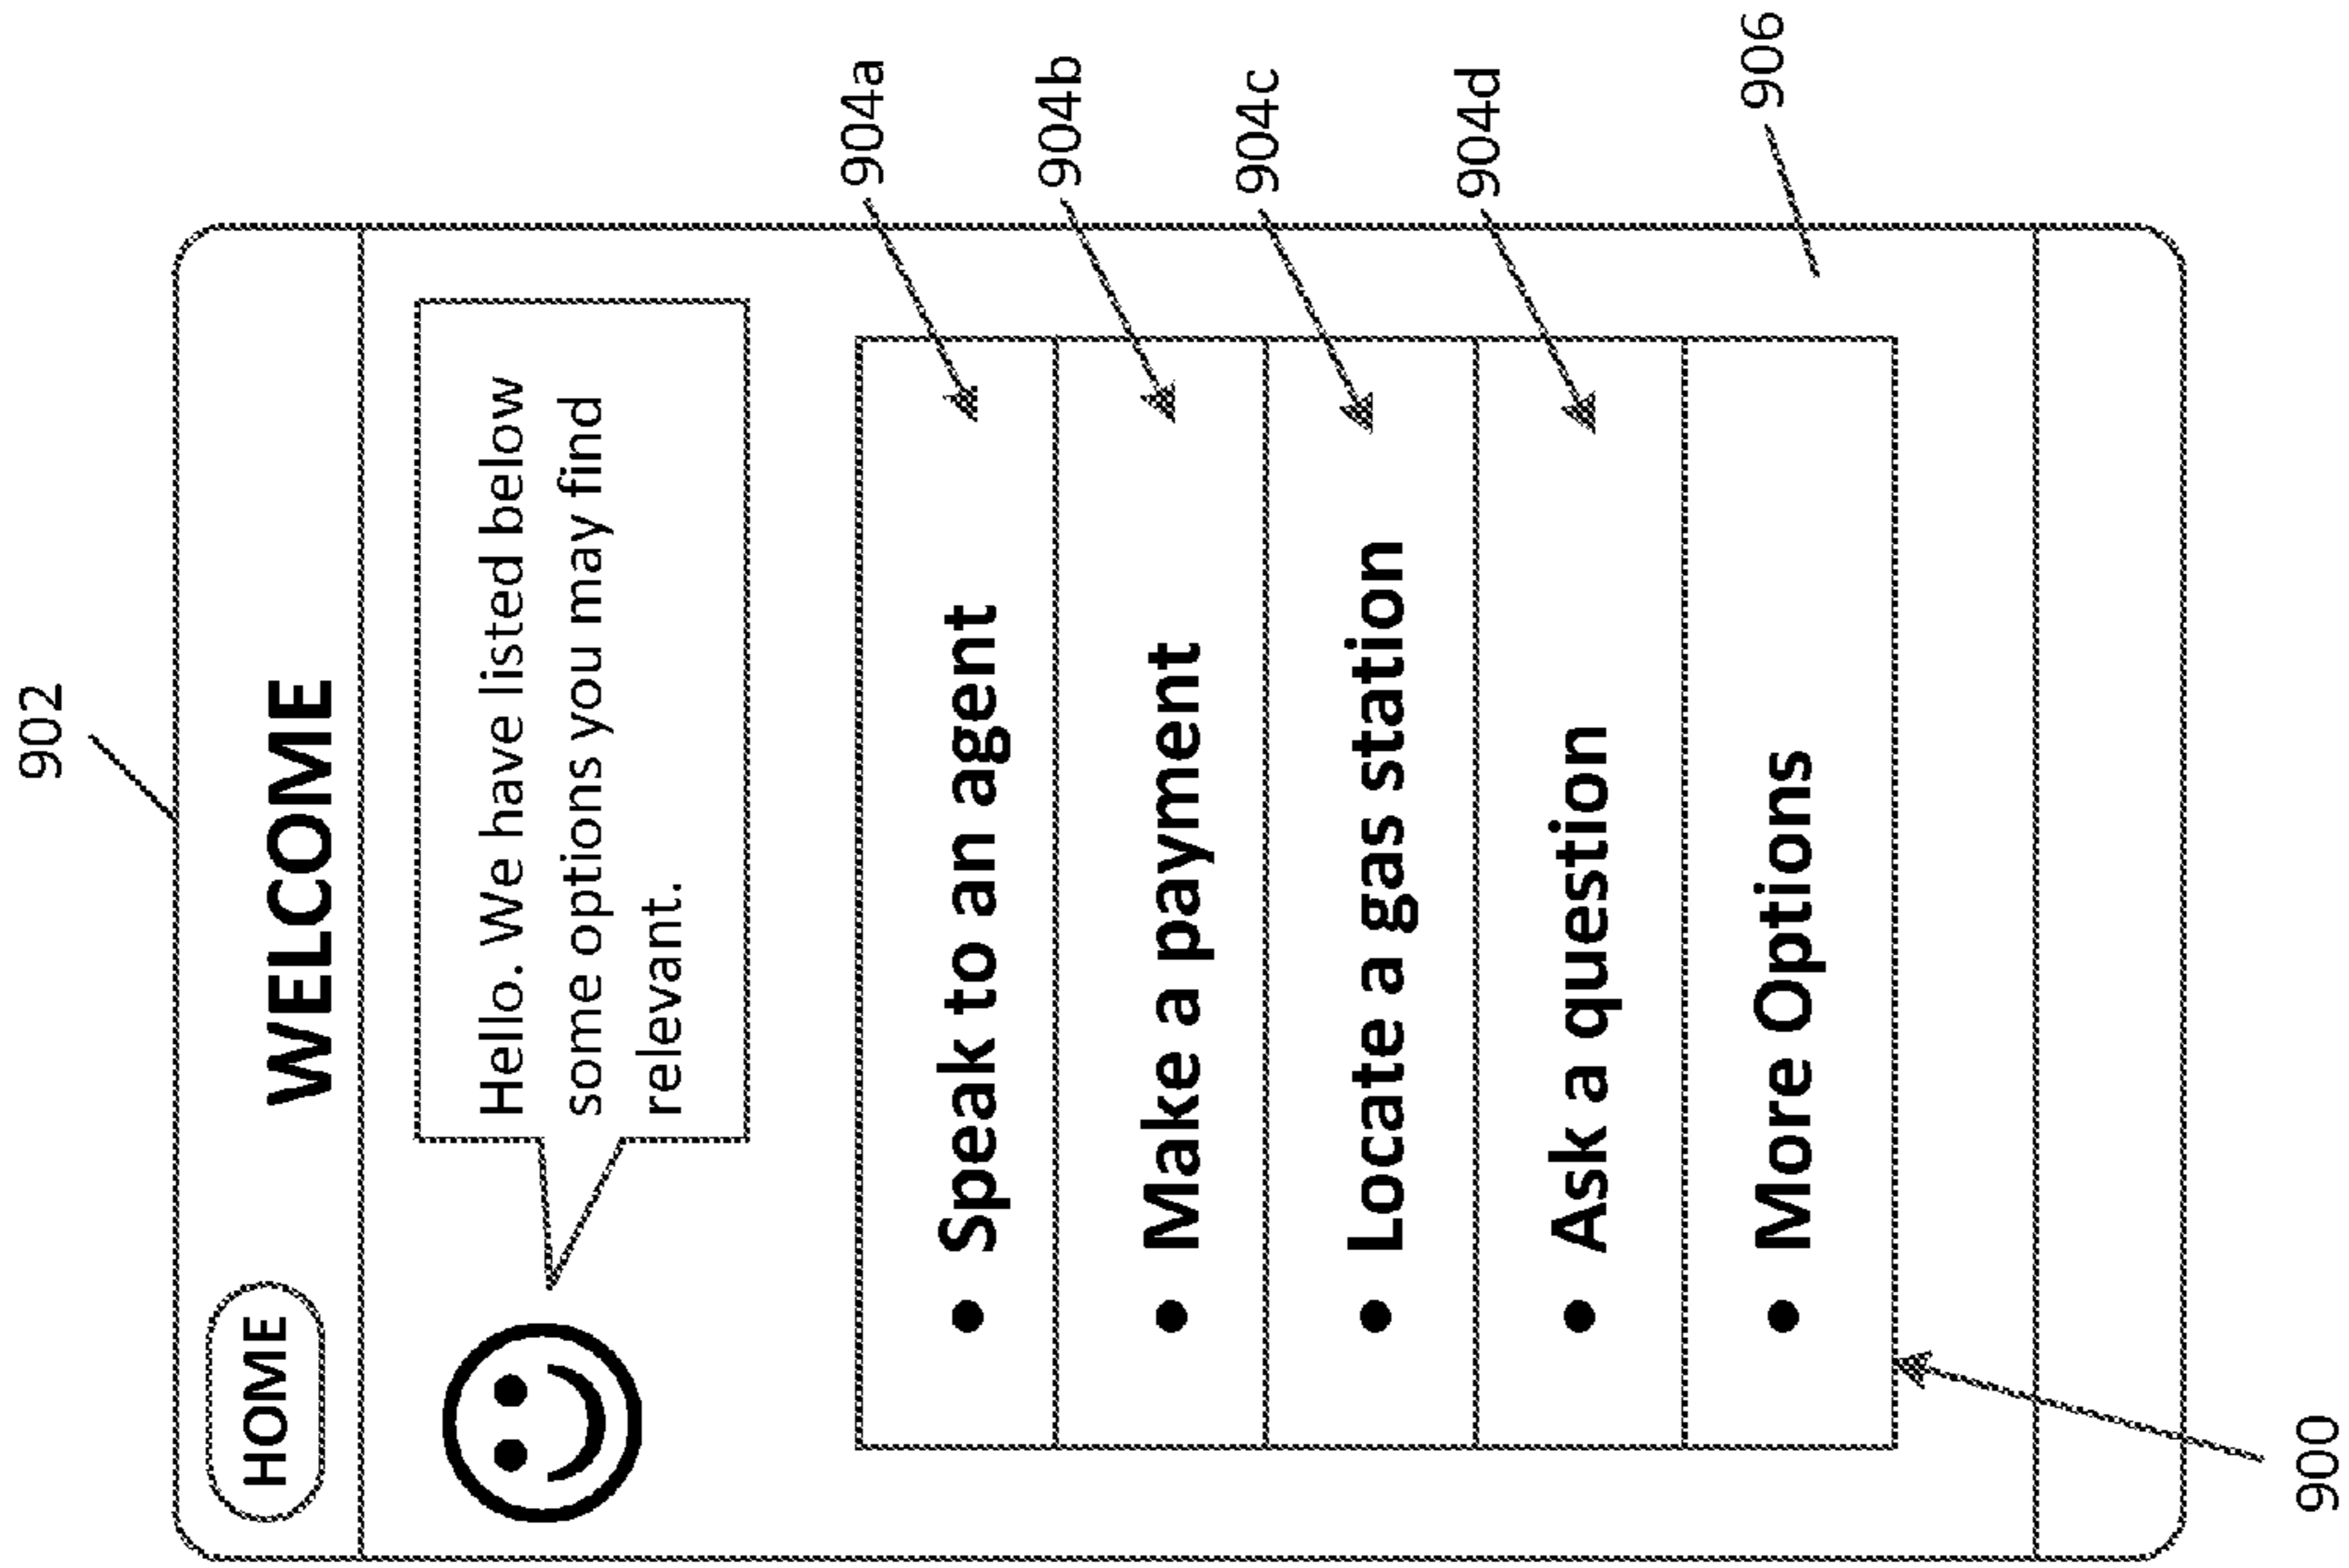 902
HOME
WELCOME
Hello. We have listed below
some options you may find
relevant.
• Speak to an agent
904a
• Make a payment
904b
• Locate a gas station
904c
• Ask a question
904d
• More Options
906
900